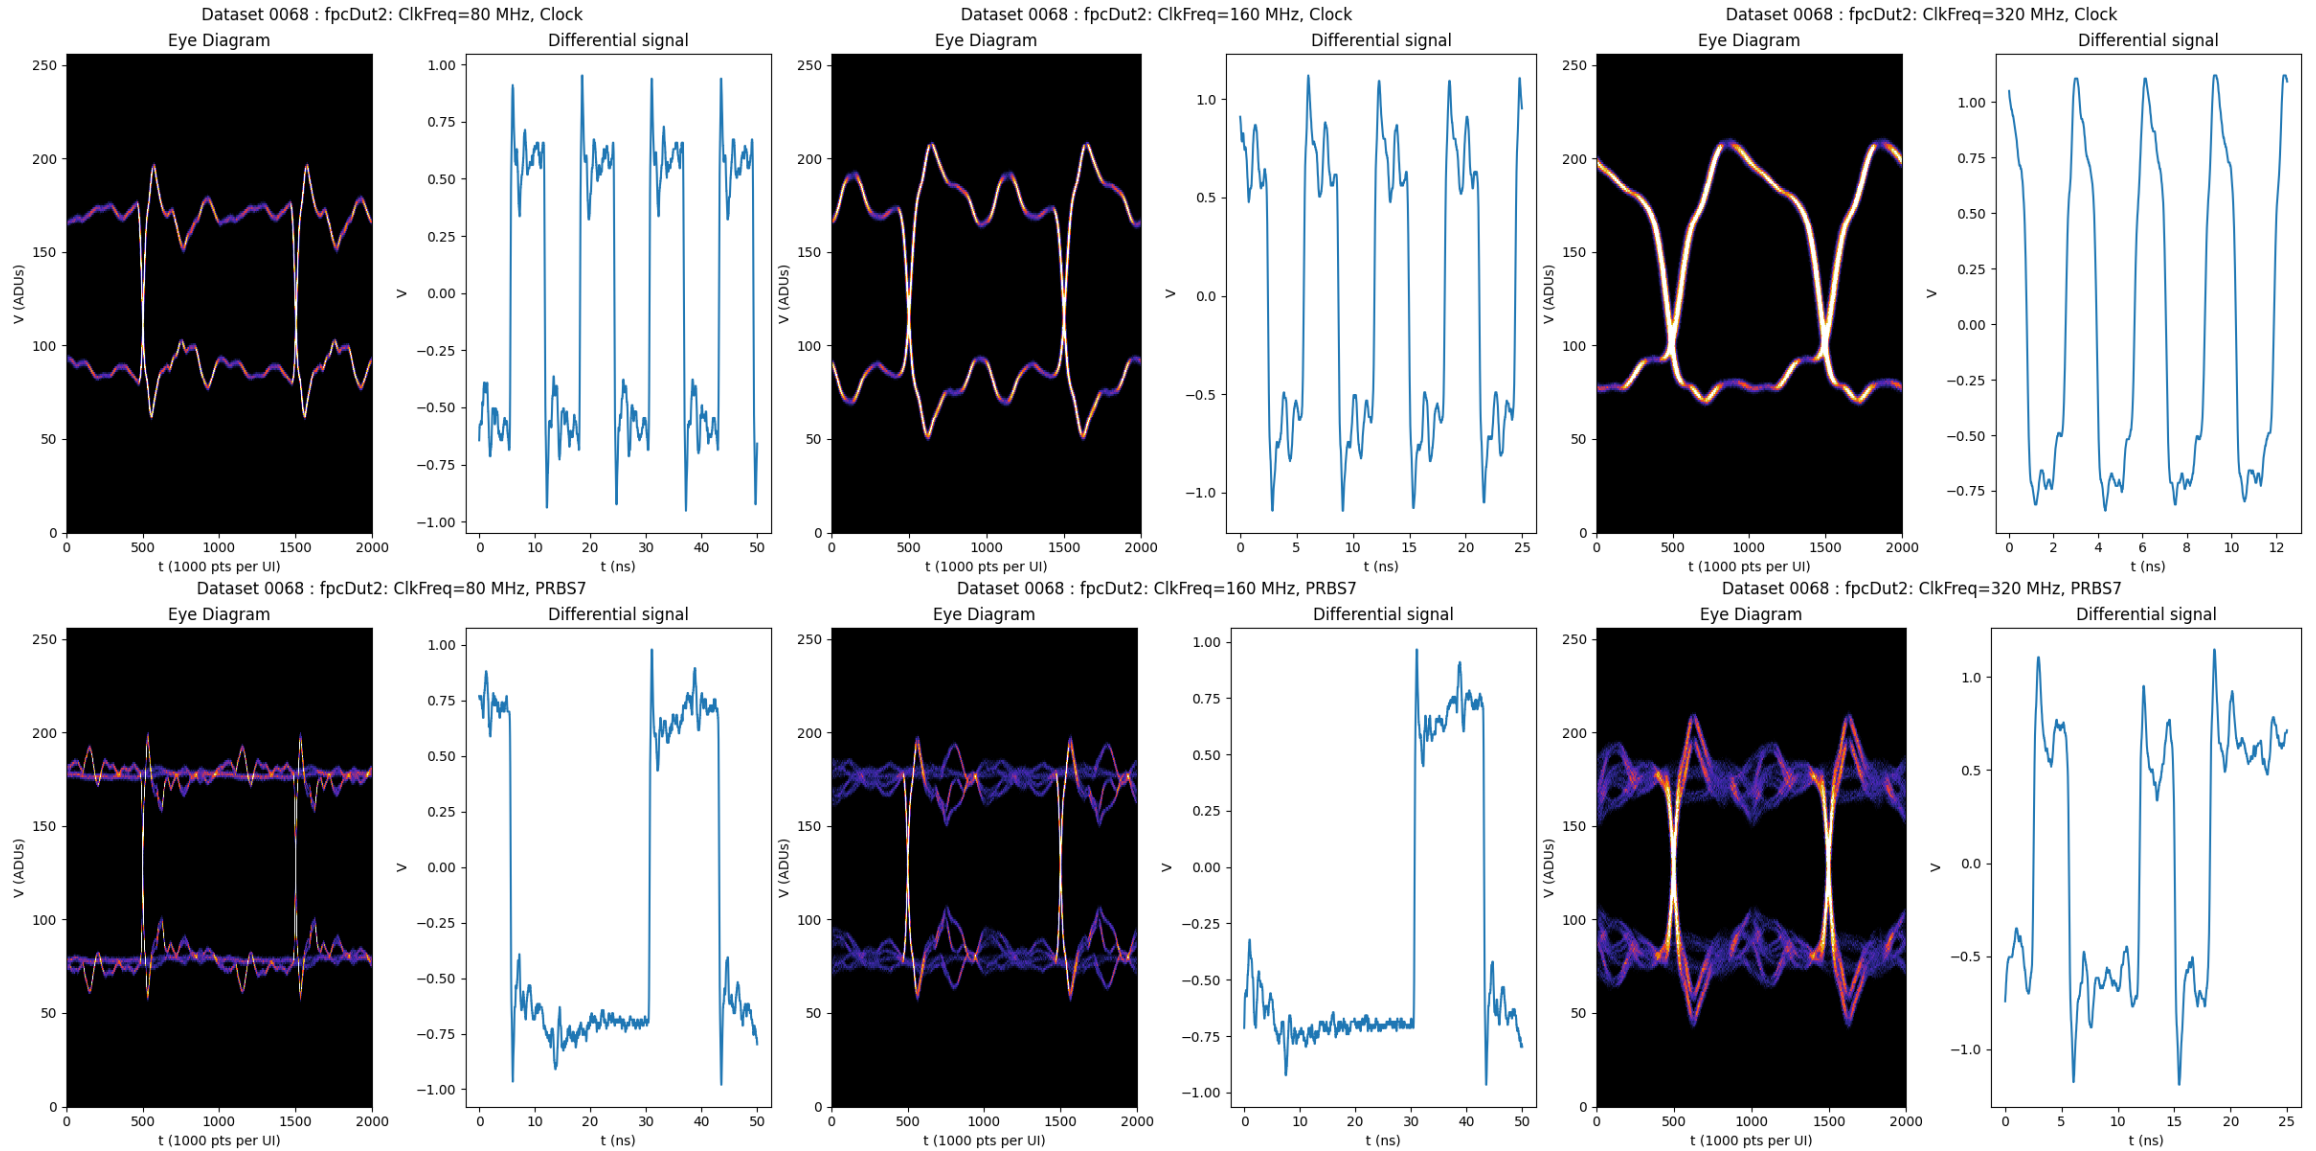 Dataset 0068 : fpcDut2: ClkFreq=80 MHz, Clock
Eye Diagram
Differential signal
250
200
150
100
50
0
V (ADUs)
0 500 1000 1500 2000
t (1000 pts per UI)
1.00
0.75
0.50
0.25
0.00
−0.25
−0.50
−0.75
−1.00
V
0 10 20 30 40 50
t (ns)
Dataset 0068 : fpcDut2: ClkFreq=160 MHz, Clock
Eye Diagram
Differential signal
250
200
150
100
50
0
V (ADUs)
0 500 1000 1500 2000
t (1000 pts per UI)
1.0
0.5
0.0
−0.5
−1.0
V
0 5 10 15 20 25
t (ns)
Dataset 0068 : fpcDut2: ClkFreq=320 MHz, Clock
Eye Diagram
Differential signal
250
200
150
100
50
0
V (ADUs)
0 500 1000 1500 2000
t (1000 pts per UI)
1.00
0.75
0.50
0.25
0.00
−0.25
−0.50
−0.75
V
0 2 4 6 8 10 12
t (ns)
Dataset 0068 : fpcDut2: ClkFreq=80 MHz, PRBS7
Eye Diagram
Differential signal
250
200
150
100
50
0
V (ADUs)
0 500 1000 1500 2000
t (1000 pts per UI)
1.00
0.75
0.50
0.25
0.00
−0.25
−0.50
−0.75
−1.00
V
0 10 20 30 40 50
t (ns)
Dataset 0068 : fpcDut2: ClkFreq=160 MHz, PRBS7
Eye Diagram
Differential signal
250
200
150
100
50
0
V (ADUs)
0 500 1000 1500 2000
t (1000 pts per UI)
1.00
0.75
0.50
0.25
0.00
−0.25
−0.50
−0.75
−1.00
V
0 10 20 30 40 50
t (ns)
Dataset 0068 : fpcDut2: ClkFreq=320 MHz, PRBS7
Eye Diagram
Differential signal
250
200
150
100
50
0
V (ADUs)
0 500 1000 1500 2000
t (1000 pts per UI)
1.0
0.5
0.0
−0.5
−1.0
V
0 5 10 15 20 25
t (ns)